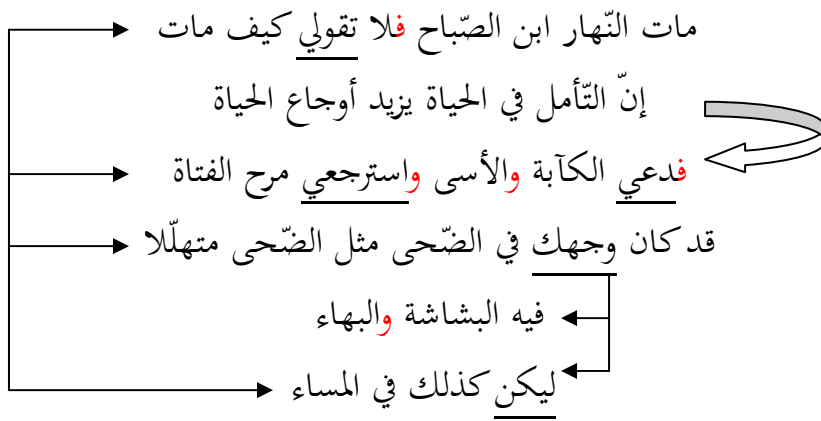 مات النّهار ابن الصّباح فلا تقولي كيف مات
إنّ التّأمل في الحياة يزيد أوجاع الحياة
فدعي الكآبة والأسى واسترجعي مرح الفتاة
قد كان وجهك في الضّحى مثل الضّحى متهلّلا
فيه البشاشة والبهاء
ليكن كذلك في المساء